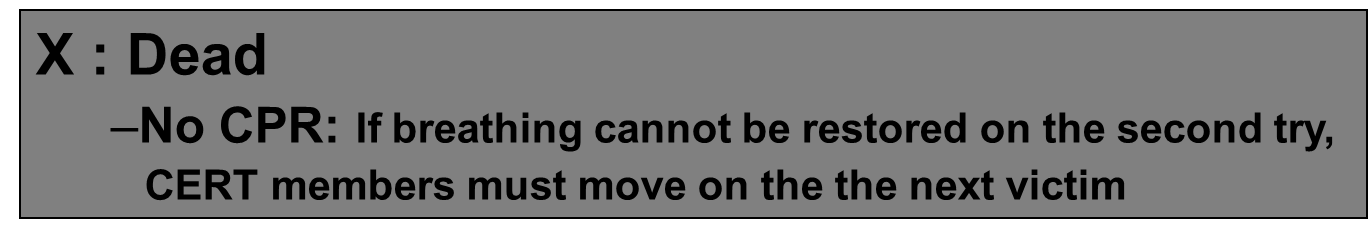 X : Dead
–No CPR: If breathing cannot be restored on the second try,
CERT members must move on the the next victim